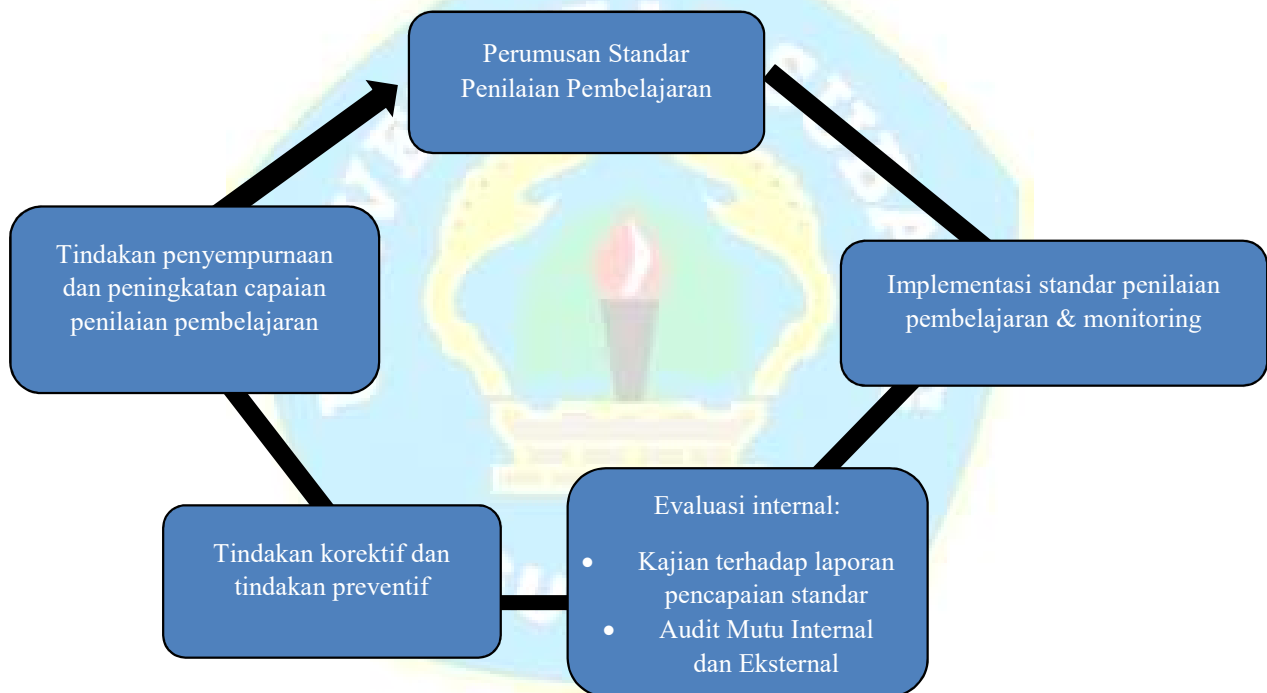 Perumusan Standar
Penilaian Pembelajaran
Implementasi standar penilaian
pembelajaran & monitoring
Evaluasi internal:
• Kajian terhadap laporan
pencapaian standar
• Audit Mutu Internal
dan Eksternal
Tindakan korektif dan
tindakan preventif
Tindakan penyempurnaan
dan peningkatan capaian
penilaian pembelajaran